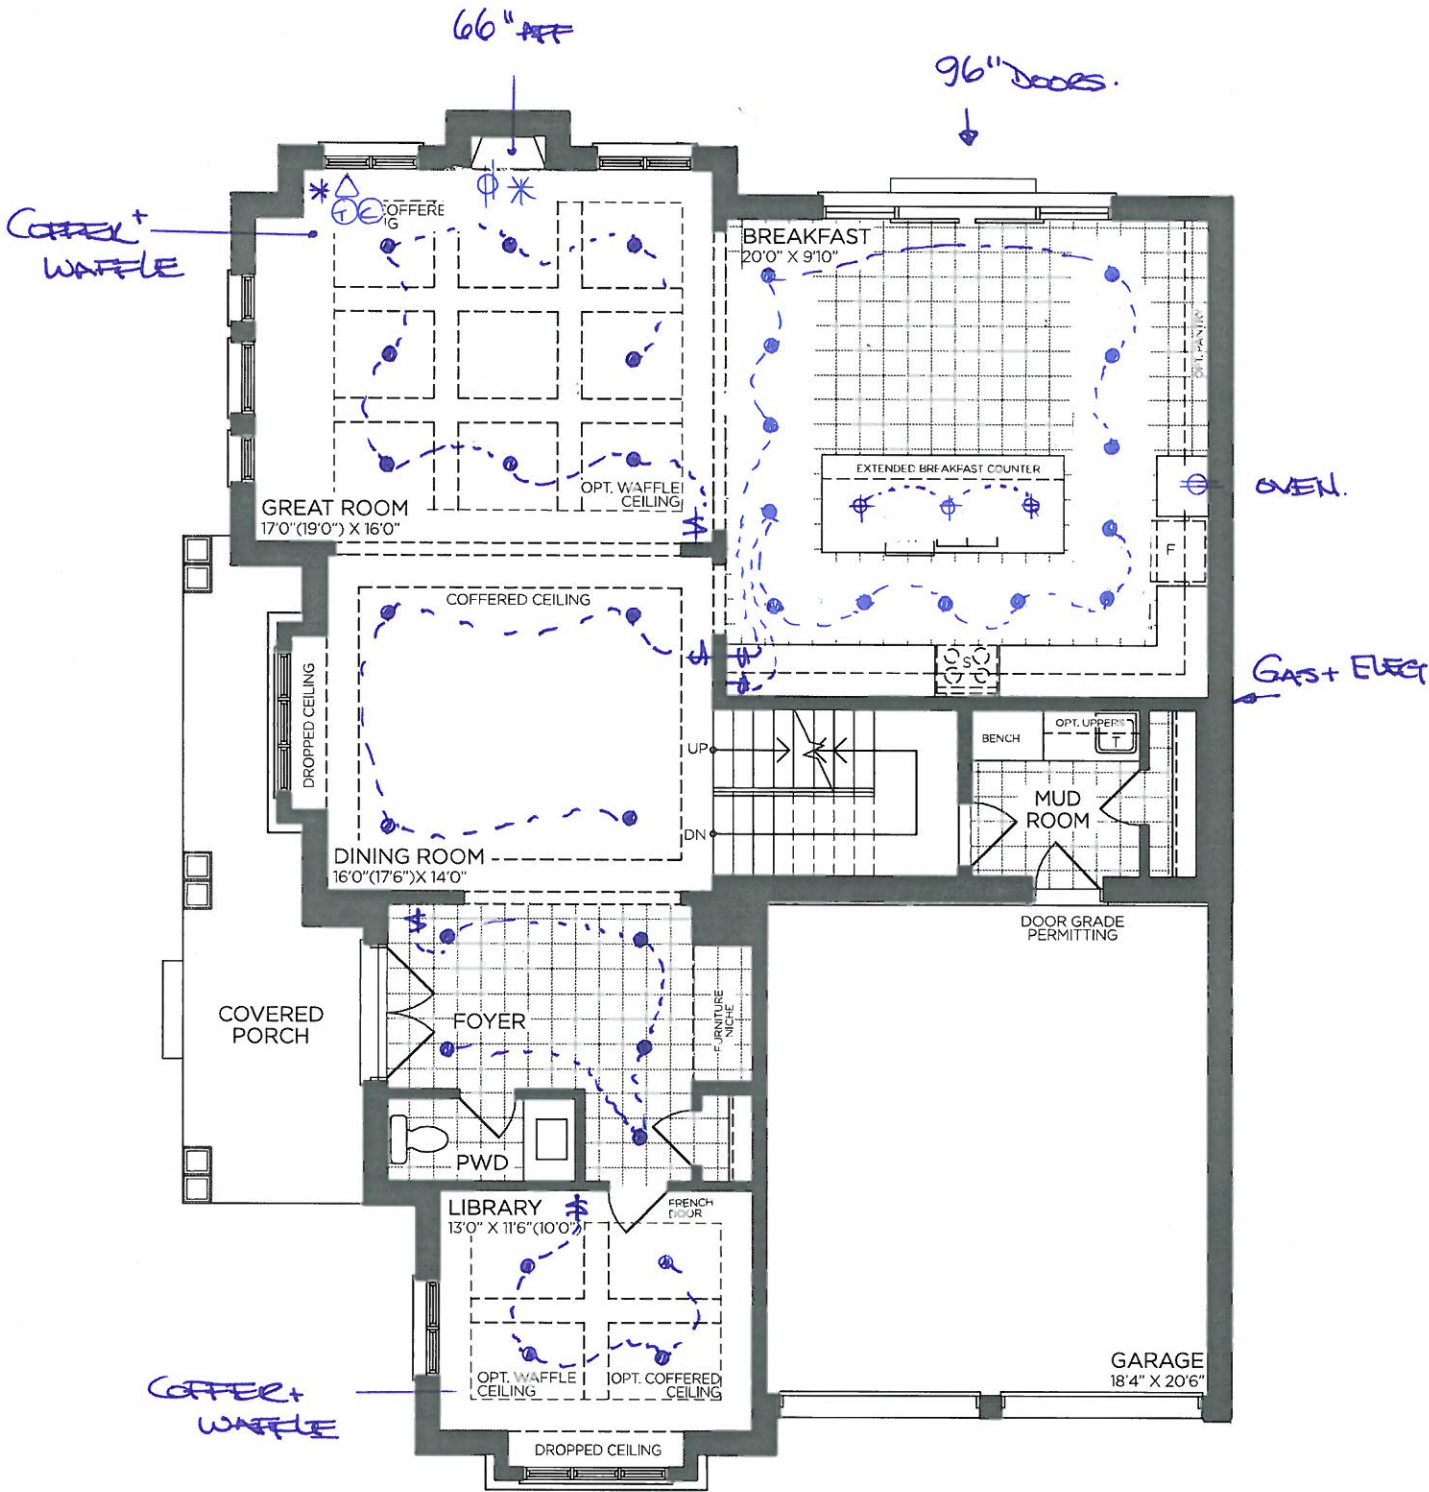 66" AFF
96" DOORS.
COFFER +
WAFFLE
T
C
COFFERE
IG
BREAKFAST
20'0" X 9'10"
OPT. PANTRY
EXTENDED BREAKFAST COUNTER
OVEN.
OPT. WAFFLE
CEILING
GREAT ROOM
17'0"(19'0") X 16'0"
F
COFFERED CEILING
S
GAS + ELEC
DROPPED CEILING
UP
DN
BENCH
OPT. UPPERS
T
MUD
ROOM
DINING ROOM
16'0"(17'6")X 14'0"
DOOR GRADE
PERMITTING
COVERED
PORCH
FOYER
FURNITURE
NICHE
PWD
LIBRARY
13'0" X 11'6"(10'0")
FRENCH
DOOR
COFFER +
WAFFLE
OPT. WAFFLE
CEILING
OPT. COFFERED
CEILING
GARAGE
18'4" X 20'6"
DROPPED CEILING